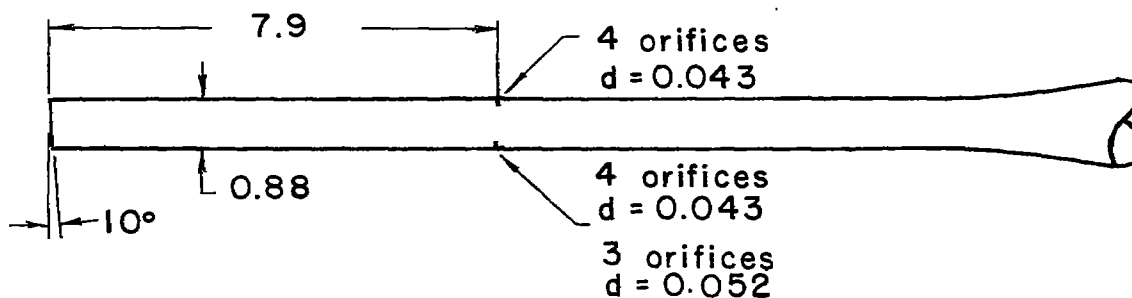 7.9
4 orifices
d = 0.043
0.88
10°
4 orifices
d = 0.043
3 orifices
d = 0.052